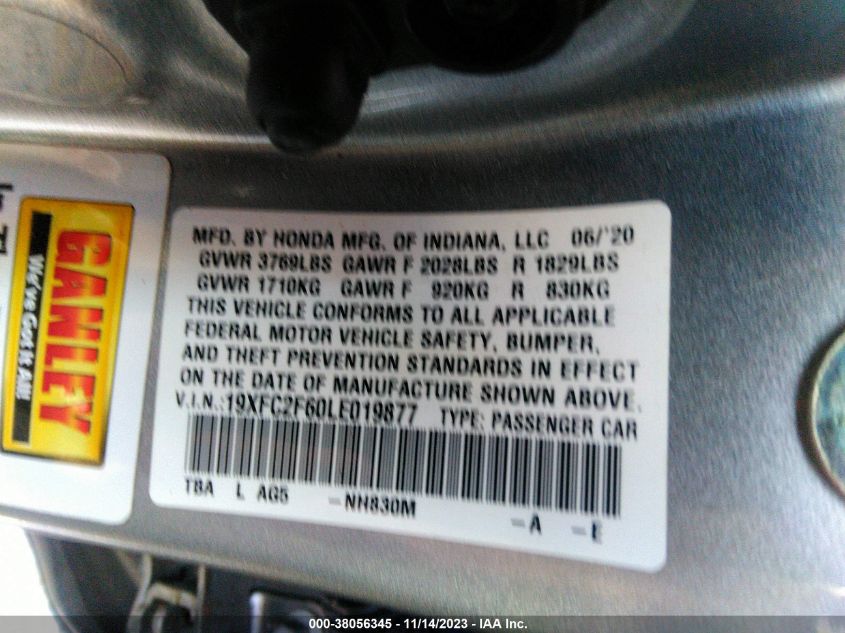 GANLEY
We've Got It All!
MFD. BY HONDA MFG. OF INDIANA, LLC 06/'20
GVWR 3769LBS GAWR F 2028LBS R 1829LBS
GVWR 1710KG GAWR F 920KG R 830KG
THIS VEHICLE CONFORMS TO ALL APPLICABLE
FEDERAL MOTOR VEHICLE SAFETY, BUMPER,
AND THEFT PREVENTION STANDARDS IN EFFECT
ON THE DATE OF MANUFACTURE SHOWN ABOVE.
V.I.N.:19XFC2F60LE019877 TYPE: PASSENGER CAR
TBA L AG5 -NH830M -A -E
000-38056345 - 11/14/2023 - IAA Inc.